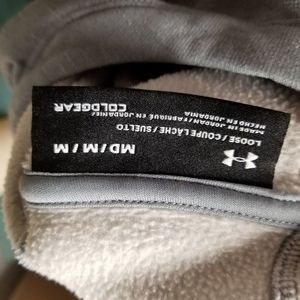 MD / M / M
LOOSE / COUPE LÂCHE / SUELTO
MADE IN JORDAN / FABRIQUÉ EN JORDANIE /
HECHO EN JORDANIA
COLDGEAR